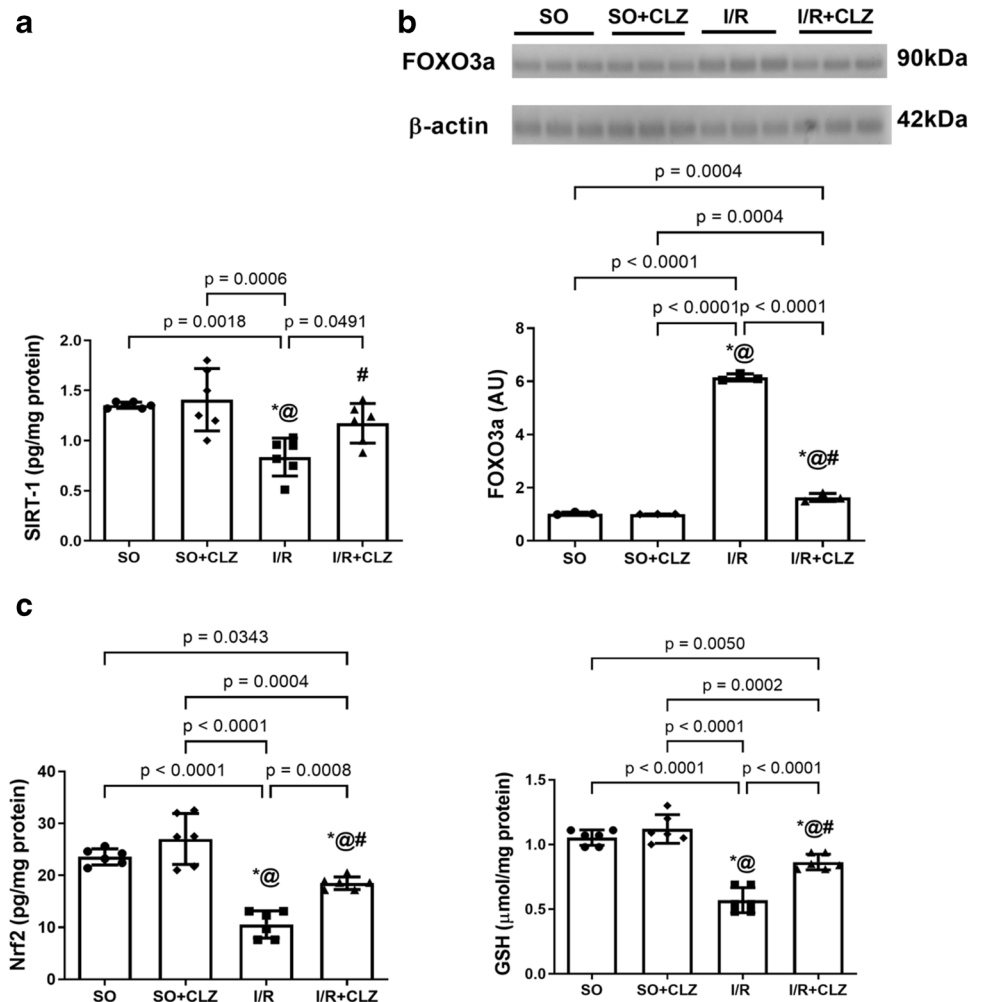 a
b
SO SO+CLZ I/R I/R+CLZ
FOXO3a 90kDa
β-actin 42kDa
p = 0.0004
p = 0.0004
p < 0.0001
p < 0.0001 p < 0.0001
8
*@
6
4
*@#
2
0
FOXO3a (AU)
SO SO+CLZ I/R I/R+CLZ
p = 0.0006
p = 0.0018 p = 0.0491
2.0
#
1.5
*@
1.0
0.5
0.0
SIRT-1 (pg/mg protein)
SO SO+CLZ I/R I/R+CLZ
c
p = 0.0343
p = 0.0004
p < 0.0001
p < 0.0001 p = 0.0008
40
30
*@#
*@
20
10
0
Nrf2 (pg/mg protein)
SO SO+CLZ I/R I/R+CLZ
p = 0.0050
p = 0.0002
p < 0.0001
p < 0.0001 p < 0.0001
1.5
*@#
1.0
*@
0.5
0.0
GSH (μmol/mg protein)
SO SO+CLZ I/R I/R+CLZ